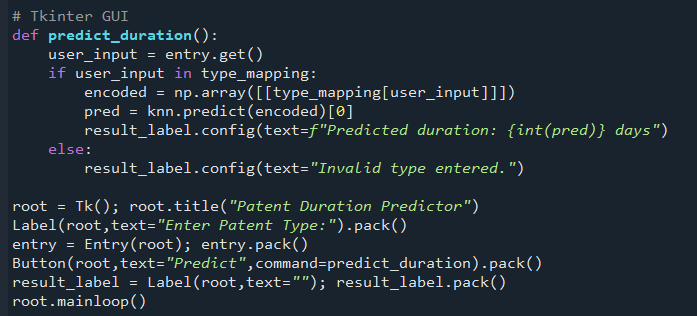 # Tkinter GUI
def predict_duration():
    user_input = entry.get()
    if user_input in type_mapping:
        encoded = np.array([[type_mapping[user_input]]])
        pred = knn.predict(encoded)[0]
        result_label.config(text=f"Predicted duration: {int(pred)} days")
    else:
        result_label.config(text="Invalid type entered.")

root = Tk(); root.title("Patent Duration Predictor")
Label(root,text="Enter Patent Type:").pack()
entry = Entry(root); entry.pack()
Button(root,text="Predict",command=predict_duration).pack()
result_label = Label(root,text=""); result_label.pack()
root.mainloop()